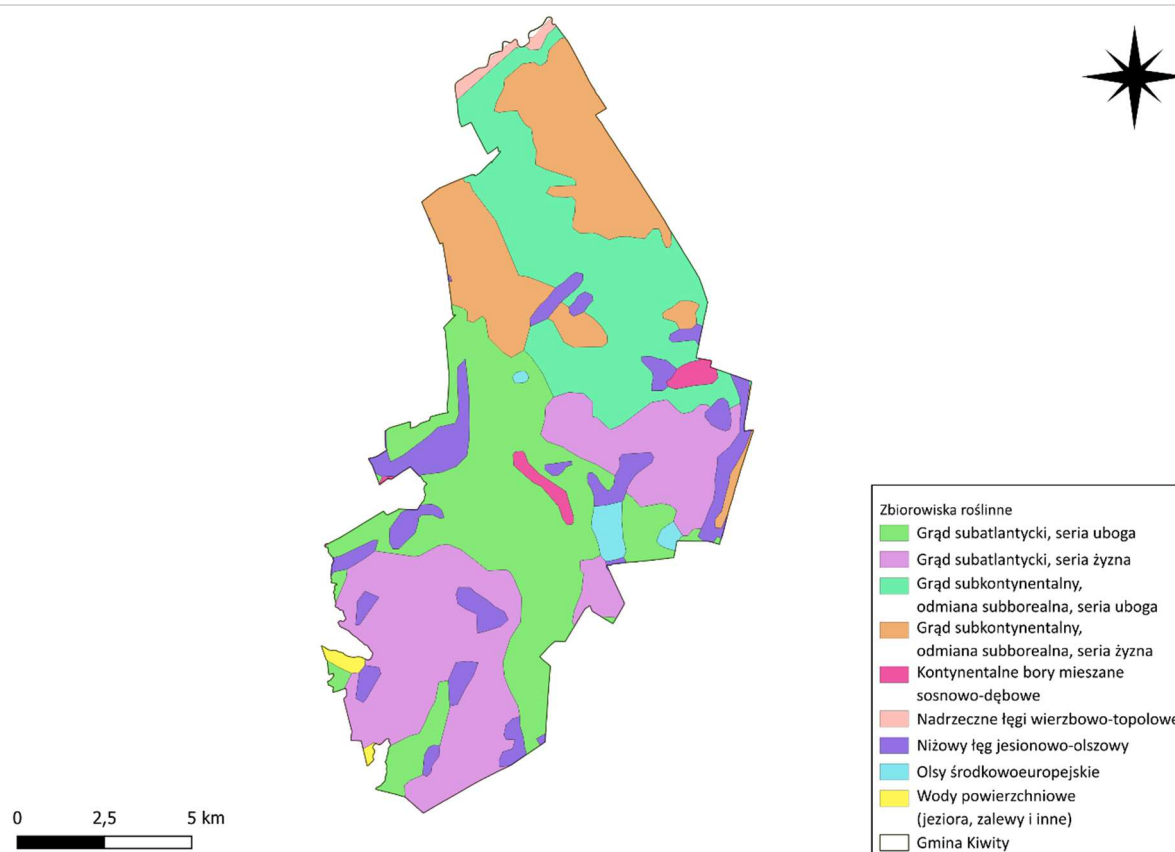 Zbiorowiska roślinne
Grąd subatlantycki, seria uboga
Grąd subatlantycki, seria żyzna
Grąd subkontynentalny,
odmiana subborealna, seria uboga
Grąd subkontynentalny,
odmiana subborealna, seria żyzna
Kontynentalne bory mieszane
sosnowo-dębowe
Nadrzeczne łęgi wierzbowo-topolowe
Niżowy łęg jesionowo-olszowy
Olsy środkowoeuropejskie
Wody powierzchniowe
(jeziora, zalewy i inne)
Gmina Kiwity
0 2,5 5 km